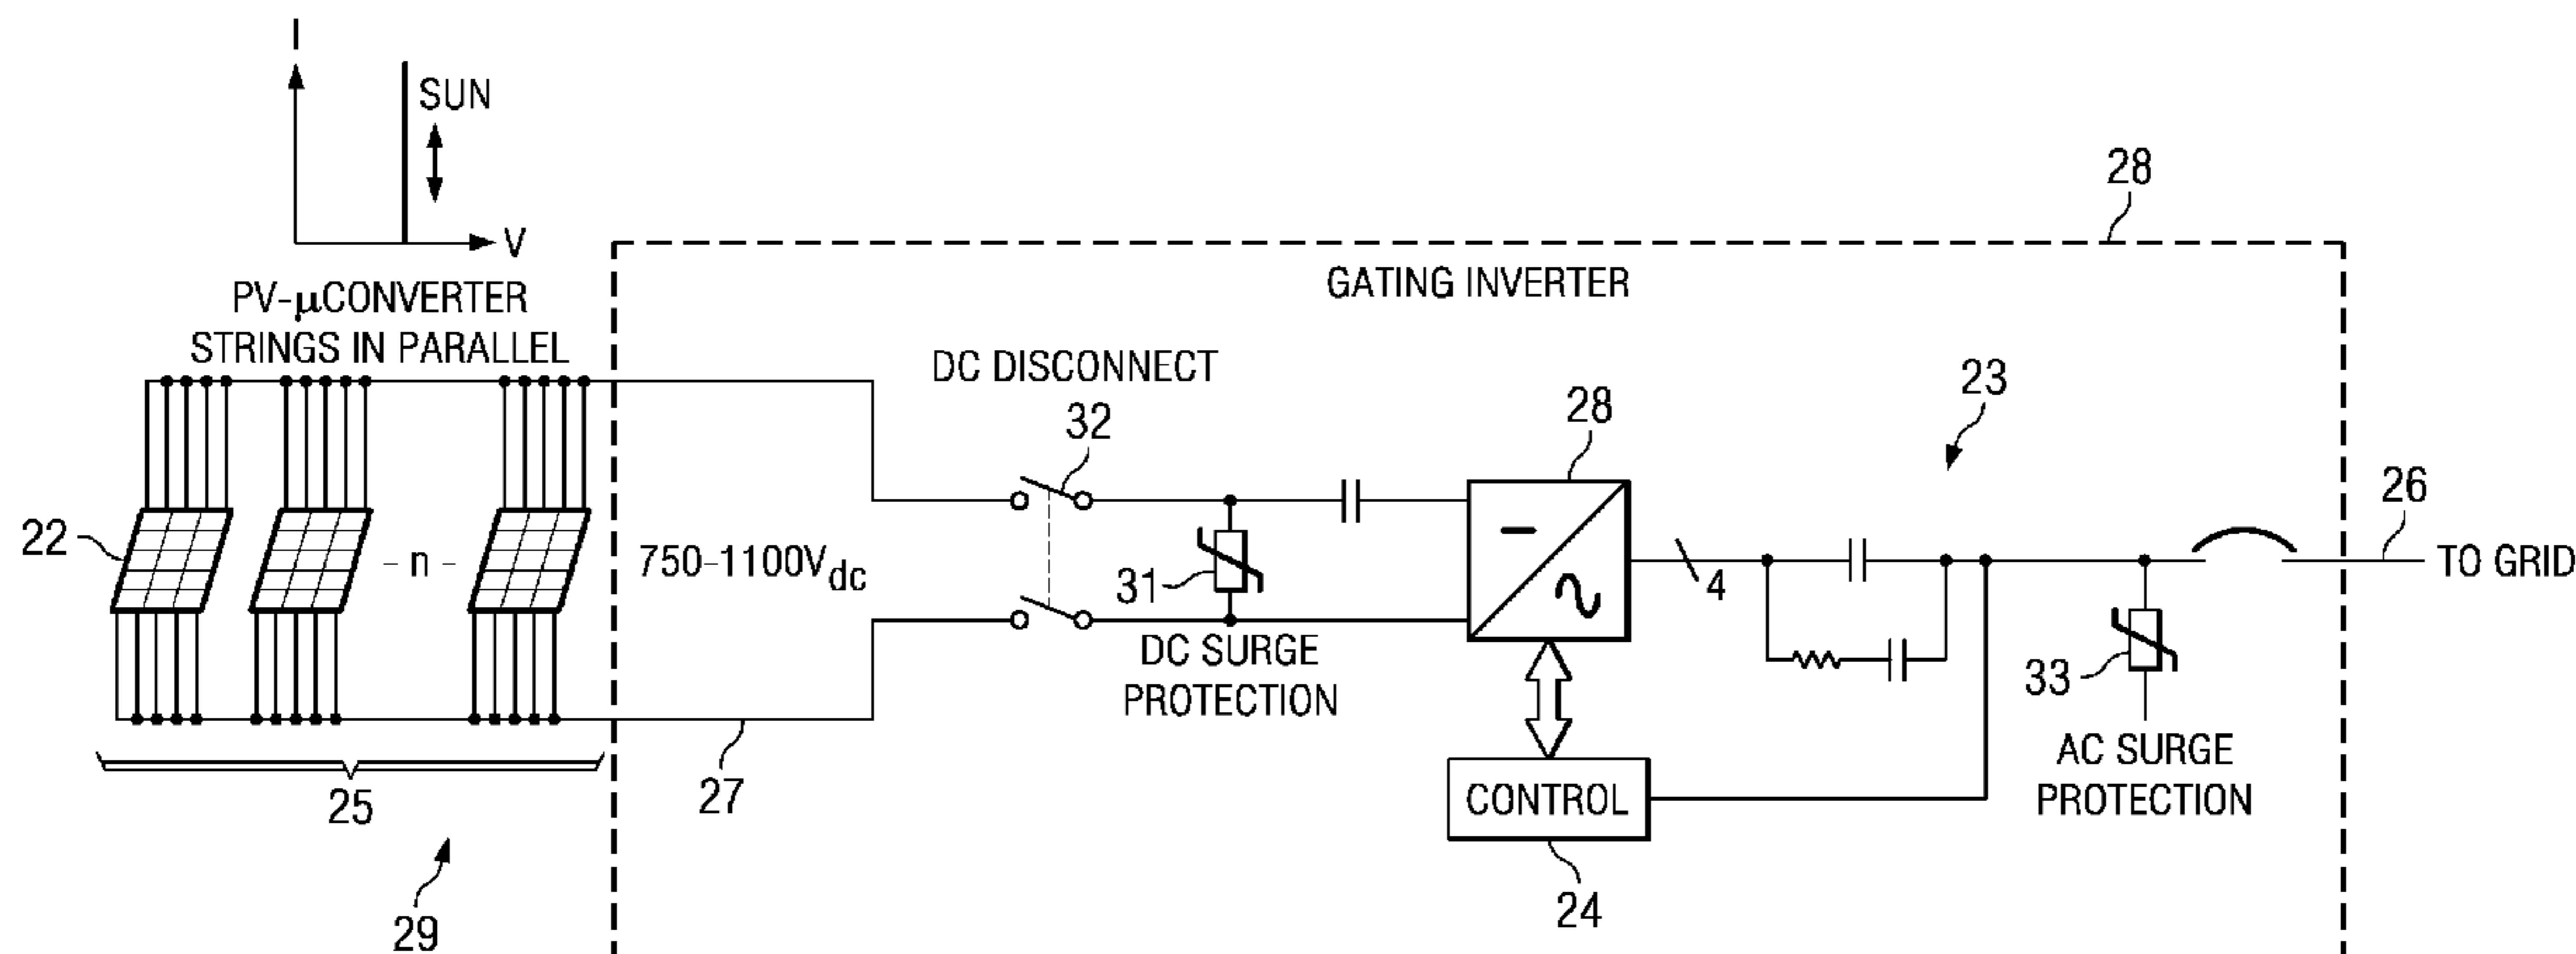 I
SUN
V
28
PV-μCONVERTER
STRINGS IN PARALLEL
GATING INVERTER
DC DISCONNECT
32
28
23
22
- n -
750-1100Vdc
31
4
26
TO GRID
DC SURGE
PROTECTION
33
AC SURGE
PROTECTION
25
27
CONTROL
29
24